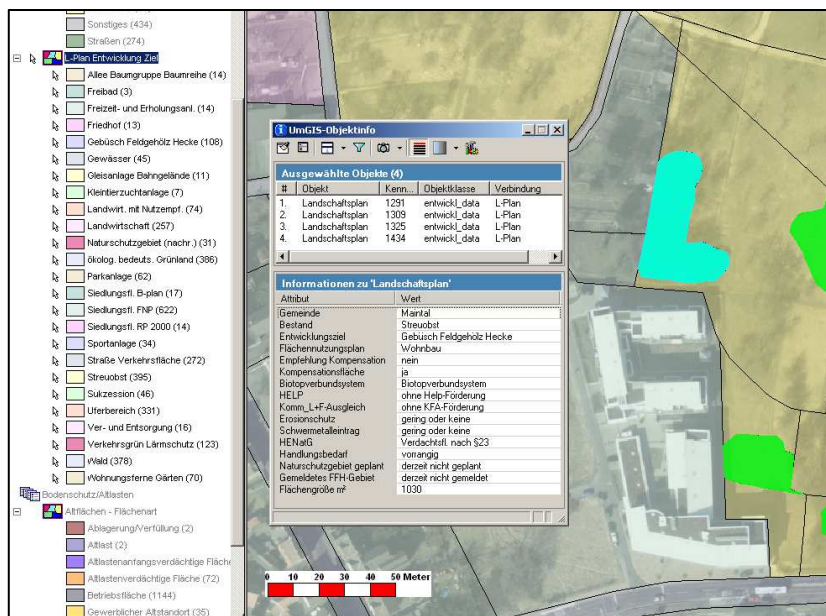 Sonstiges (434)
Straßen (274)
L-Plan Entwicklung Ziel
Allee Baumgruppe Baumreihe (14)
Freibad (3)
Freizeit- und Erholungsanl. (14)
Friedhof (13)
Gebüsch Feldgehölz Hecke (108)
Gewässer (45)
Gleisanlage Bahngelände (11)
Kleintierzuchtanlage (7)
Landwirt. mit Nutzempf. (74)
Landwirtschaft (257)
Naturschutzgebiet (nachr.) (31)
ökolog. bedeuts. Grünland (386)
Parkanlage (62)
Siedlungsfl. B-plan (17)
Siedlungsfl. FNP (622)
Siedlungsfl. RP 2000 (14)
Sportanlage (34)
Straße Verkehrsfläche (272)
Streuobst (395)
Sukzession (46)
Uferbereich (331)
Ver- und Entsorgung (16)
Verkehrsgrün Lärmschutz (123)
Wald (378)
Wohnungsferne Gärten (70)
Bodenschutz/Altlasten
Altflächen - Flächenart
Ablagerung/Verfüllung (2)
Altlast (2)
Altlastenanfangsverdächtige Fläche
Altlastenverdächtige Fläche (72)
Betriebsfläche (1144)
Gewerblicher Altstandort (35)
UmGIS-Objektinfo
Ausgewählte Objekte (4)
# Objekt Kenn... Objektklasse Verbindung
1. Landschaftsplan 1291 entwickl_data L-Plan
2. Landschaftsplan 1309 entwickl_data L-Plan
3. Landschaftsplan 1325 entwickl_data L-Plan
4. Landschaftsplan 1434 entwickl_data L-Plan
Informationen zu 'Landschaftsplan'
Attribut Wert
Gemeinde Maintal
Bestand Streuobst
Entwicklungsziel Gebüsch Feldgehölz Hecke
Flächennutzungsplan Wohnbau
Empfehlung Kompensation nein
Kompensationsfläche ja
Biotopverbundsystem Biotopverbundsystem
HELP ohne Help-Förderung
Komm_L+F-Ausgleich ohne KFA-Förderung
Erosionschutz gering oder keine
Schwermetalleintrag gering oder keine
HENatG Verdachtsfl. nach §23
Handlungsbedarf vorrangig
Naturschutzgebiet geplant derzeit nicht geplant
Gemeldetes FFH-Gebiet derzeit nicht gemeldet
Flächengröße m² 1030
0 10 20 30 40 50 Meter